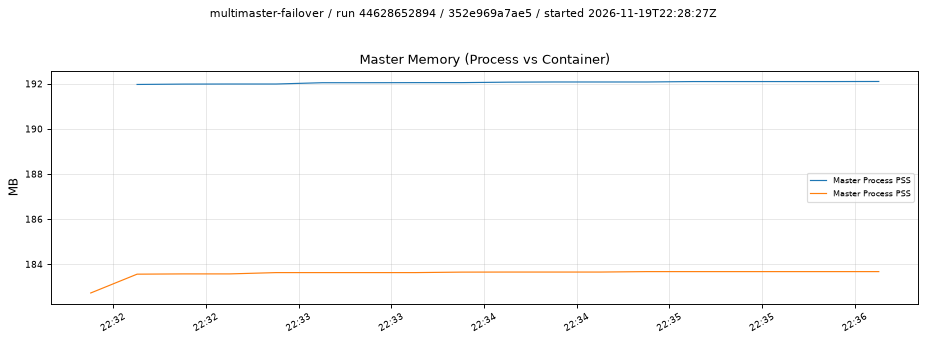 multimaster-failover / run 44628652894 / 352e969a7ae5 / started 2026-11-19T22:28:27Z
Master Memory (Process vs Container)
MB
192
190
188
186
184
Master Process PSS
Master Process PSS
22:32
22:32
22:33
22:33
22:34
22:34
22:35
22:35
22:36